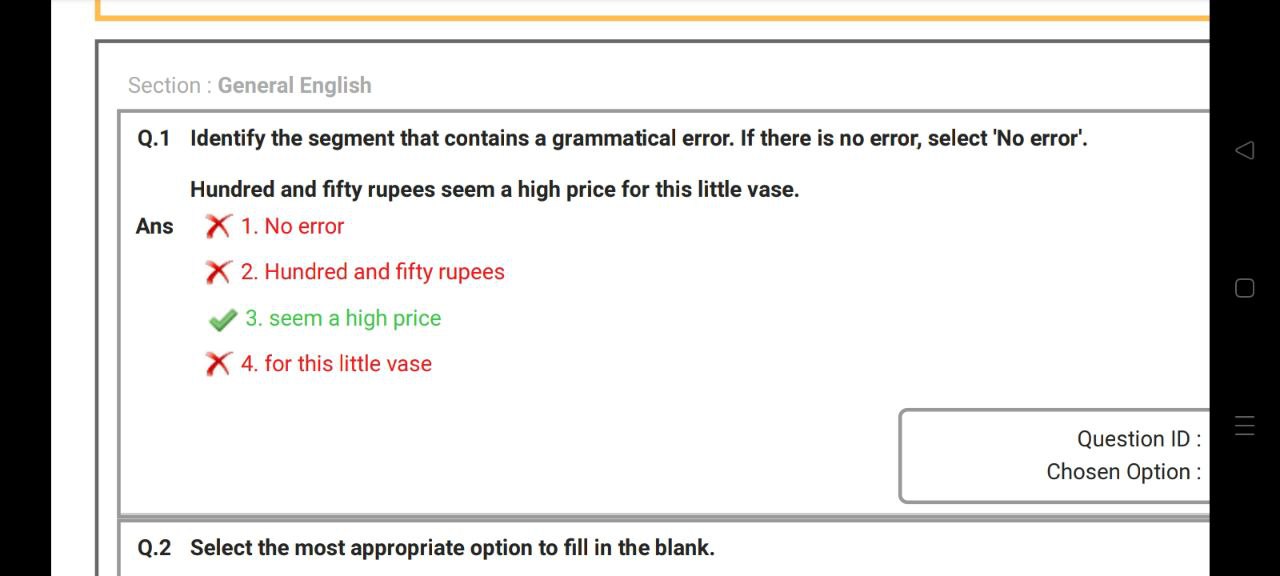 Section : General English
Q.1 Identify the segment that contains a grammatical error. If there is no error, select 'No error'.
Hundred and fifty rupees seem a high price for this little vase.
Ans 1. No error
2. Hundred and fifty rupees
3. seem a high price
4. for this little vase
Question ID :
Chosen Option :
Q.2 Select the most appropriate option to fill in the blank.